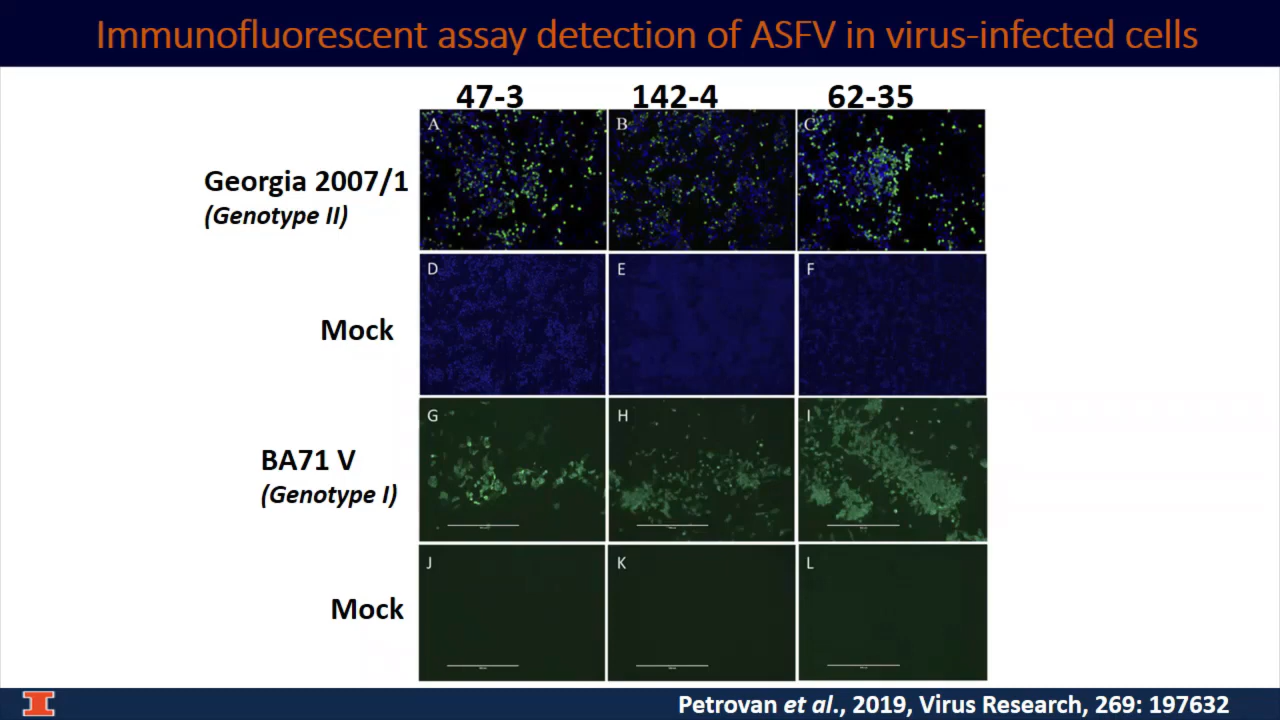 Immunofluorescent assay detection of ASFV in virus-infected cells
47-3 142-4 62-35
A B C
Georgia 2007/1
(Genotype II)
D E F
Mock
G H I
BA71 V
(Genotype I)
J K L
Mock
I
Petrovan et al., 2019, Virus Research, 269: 197632